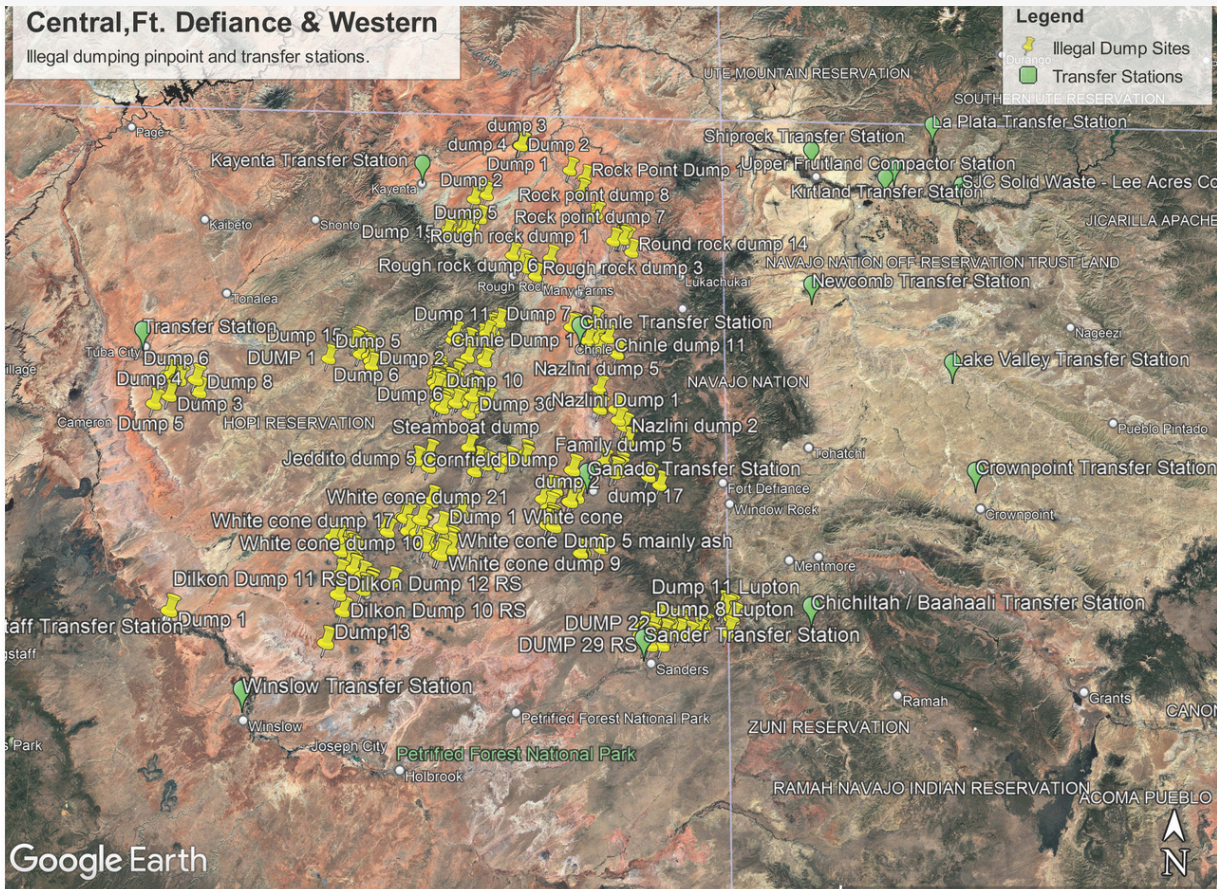 Central,Ft. Defiance & Western
Illegal dumping pinpoint and transfer stations.
Legend
Illegal Dump Sites
Transfer Stations
Durango
UTE MOUNTAIN RESERVATION
SOUTHERN UTE RESERVATION
Page
dump 3
dump 4
Dump 2
La Plata Transfer Station
Shiprock Transfer Station
Kayenta Transfer Station
Dump 1
Rock Point Dump 1
Upper Fruitland Compactor Station
Kayenta
Dump 2
Rock point dump 8
Kirtland Transfer Station
SJC Solid Waste - Lee Acres Co
Kaibeto
Shonto
Dump 5
Rock point dump 7
JICARILLA APACHE
Dump 15
Rough rock dump 1
Round rock dump 14
Rough rock dump 6
Rough rock dump 3
NAVAJO NATION OFF-RESERVATION TRUST LAND
Rough Rock
Many Farms
Lukachukai
Newcomb Transfer Station
Tonalea
Dump 11
Dump 7
Chinle Transfer Station
Transfer Station
Dump 15
Dump 5
Chinle Dump 1
Chinle
Chinle dump 11
Nageezi
Tuba City
Dump 6
DUMP 1
Dump 2
Lake Valley Transfer Station
Dump 4
Dump 8
Dump 6
Dump 10
Nazlini dump 5
NAVAJO NATION
Dump 3
Dump 6
Dump 30
Nazlini Dump 1
Cameron
Dump 5
HOPI RESERVATION
Steamboat dump
Nazlini dump 2
Pueblo Pintado
Family dump 5
Tohatchi
Jeddito dump 5
Cornfield Dump
Ganado Transfer Station
Crownpoint Transfer Station
dump 2
dump 17
Fort Defiance
White cone dump 21
Window Rock
Crownpoint
White cone dump 17
Dump 1 White cone
White cone dump 10
White cone Dump 5 mainly ash
White cone dump 9
Mentmore
Dilkon Dump 11 RS
Dilkon Dump 12 RS
Dump 11 Lupton
Dump 1
Dilkon Dump 10 RS
Dump 8 Lupton
Chichiltah / Baahaali Transfer Station
staff Transfer Station
Dump13
DUMP 22
Sander Transfer Station
gstaff
DUMP 29 RS
Sanders
Winslow Transfer Station
Ramah
Grants
Winslow
Petrified Forest National Park
ZUNI RESERVATION
CANON
s Park
Joseph City
Petrified Forest National Park
Holbrook
RAMAH NAVAJO INDIAN RESERVATION
ACOMA PUEBLO
Google Earth
N